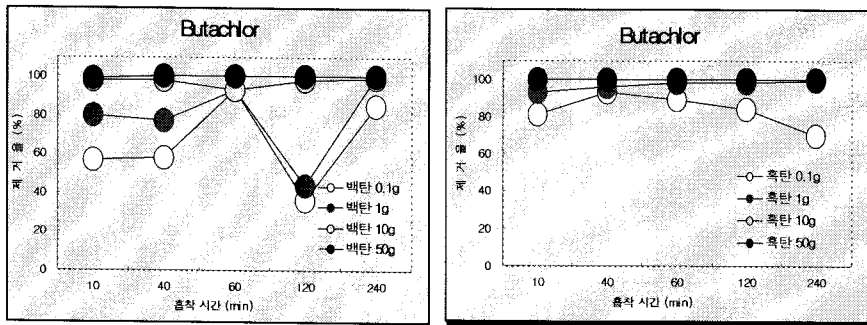 Butachlor
100
80
60
40
20
0
제 거 율 (%)
백탄 0.1g
백탄 1g
백탄 10g
백탄 50g
10 40 60 120 240
흡착 시간 (min)
Butachlor
100
80
60
40
20
0
제 거 율 (%)
흑탄 0.1g
흑탄 1g
흑탄 10g
흑탄 50g
10 40 60 120 240
흡착 시간 (min)